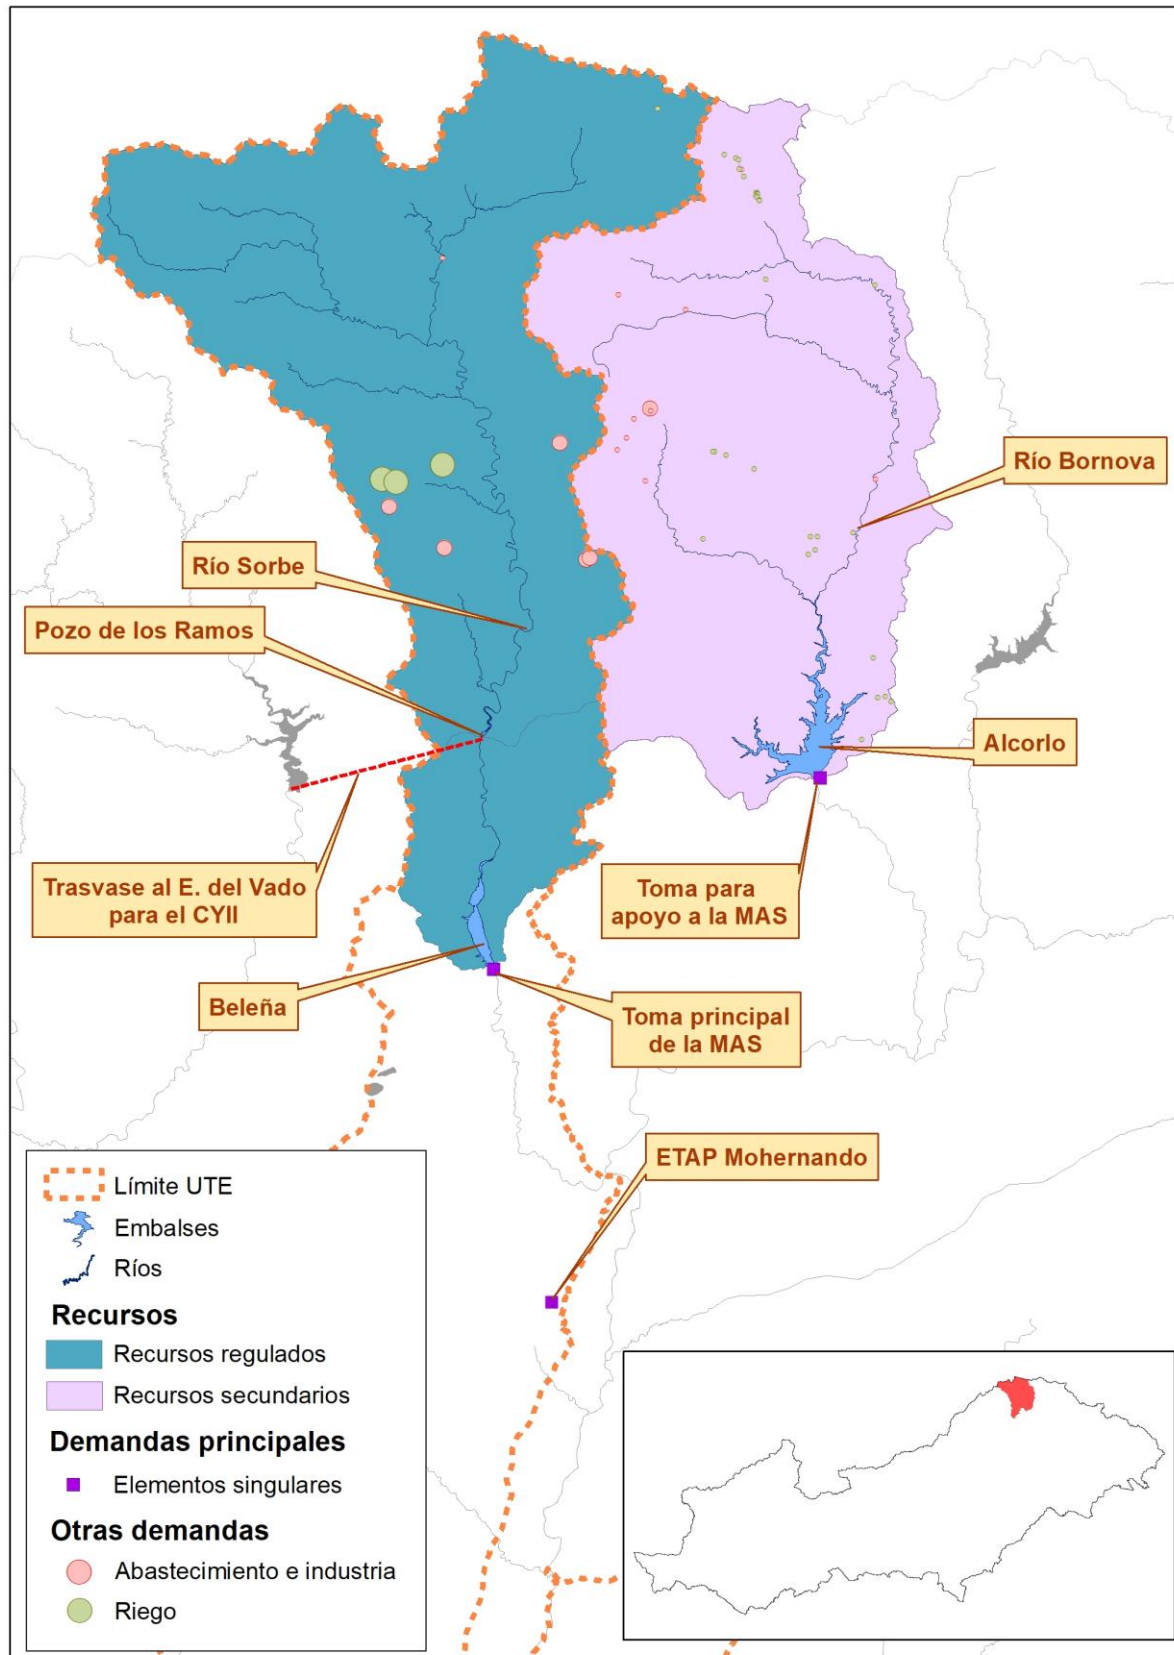 Río Bornova
Río Sorbe
Pozo de los Ramos
Alcorlo
Trasvase al E. del Vado
para el CYII
Toma para
apoyo a la MAS
Beleña
Toma principal
de la MAS
ETAP Mohernando
Límite UTE
Embalses
Ríos
Recursos
Recursos regulados
Recursos secundarios
Demandas principales
Elementos singulares
Otras demandas
Abastecimiento e industria
Riego